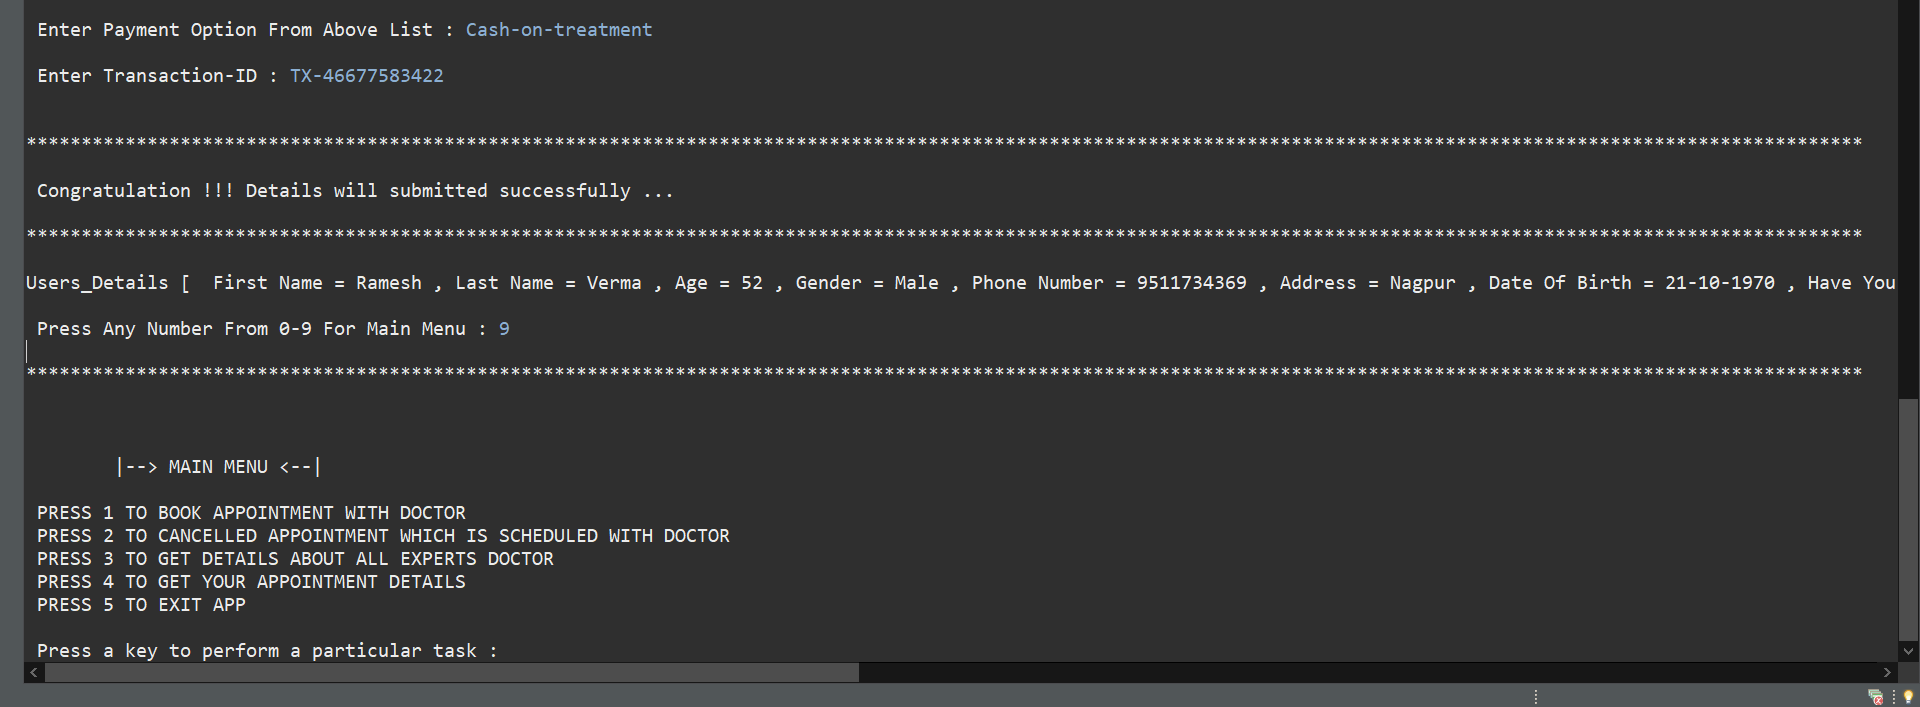 Enter Payment Option From Above List : Cash-on-treatment
Enter Transaction-ID : TX-46677583422
***********************************************************************************************************************************************************************
Congratulation !!! Details will submitted successfully ...
***********************************************************************************************************************************************************************
Users_Details [  First Name = Ramesh , Last Name = Verma , Age = 52 , Gender = Male , Phone Number = 9511734369 , Address = Nagpur , Date Of Birth = 21-10-1970 , Have You
Press Any Number From 0-9 For Main Menu : 9
***********************************************************************************************************************************************************************
|--> MAIN MENU <--|
PRESS 1 TO BOOK APPOINTMENT WITH DOCTOR
PRESS 2 TO CANCELLED APPOINTMENT WHICH IS SCHEDULED WITH DOCTOR
PRESS 3 TO GET DETAILS ABOUT ALL EXPERTS DOCTOR
PRESS 4 TO GET YOUR APPOINTMENT DETAILS
PRESS 5 TO EXIT APP
Press a key to perform a particular task :